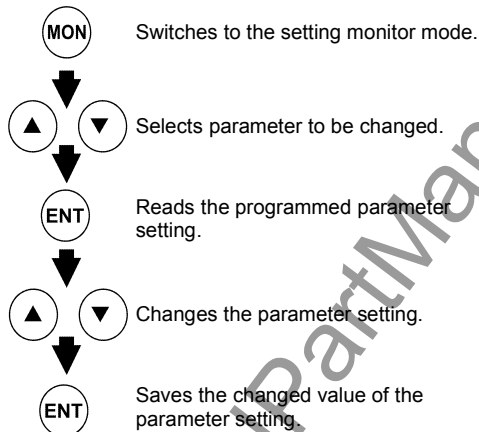 MON Switches to the setting monitor mode.
▲ ▼ Selects parameter to be changed.
ENT Reads the programmed parameter
setting.
▲ ▼ Changes the parameter setting.
ENT Saves the changed value of the
parameter setting.